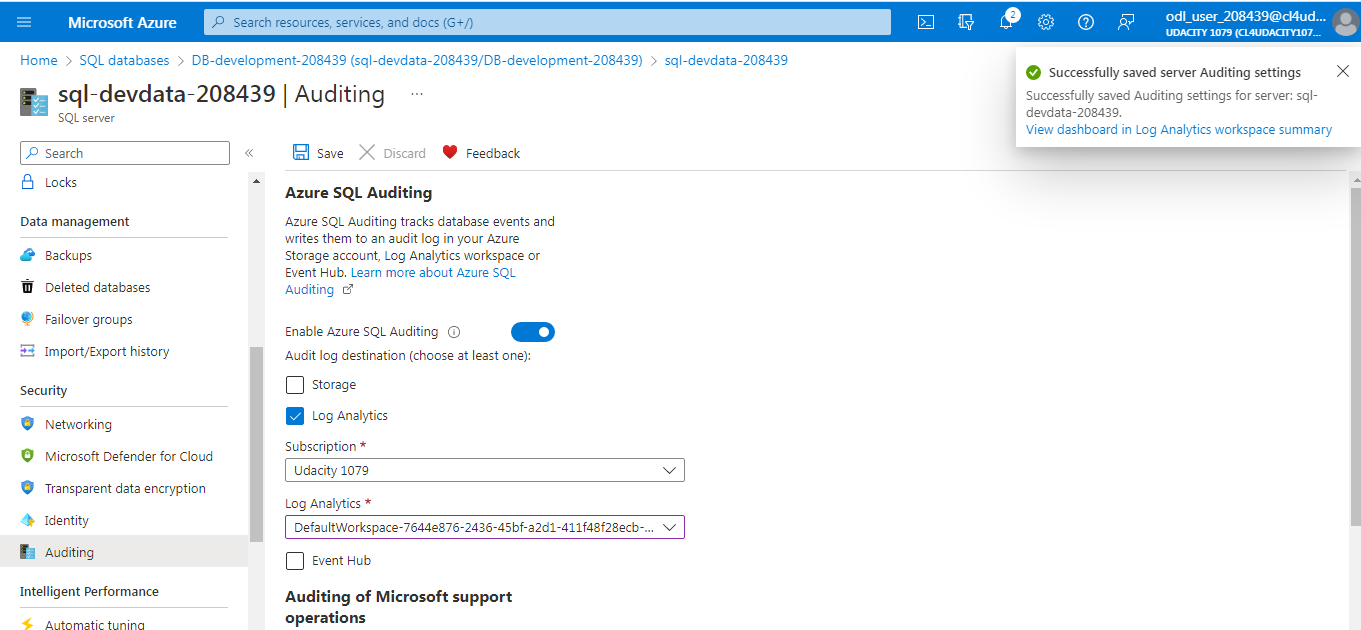 Microsoft Azure
Search resources, services, and docs (G+/)
2
odl_user_208439@cl4ud...
UDACITY 1079 (CL4UDACITY107...
Home > SQL databases > DB-development-208439 (sql-devdata-208439/DB-development-208439) > sql-devdata-208439
Successfully saved server Auditing settings
Successfully saved Auditing settings for server: sql-
devdata-208439.
View dashboard in Log Analytics workspace summary
sql-devdata-208439 | Auditing ...
SQL server
Search
«
Save
Discard
Feedback
Locks
Data management
Backups
Deleted databases
Failover groups
Import/Export history
Security
Networking
Microsoft Defender for Cloud
Transparent data encryption
Identity
Auditing
Intelligent Performance
Automatic tuning
Azure SQL Auditing
Azure SQL Auditing tracks database events and
writes them to an audit log in your Azure
Storage account, Log Analytics workspace or
Event Hub. Learn more about Azure SQL
Auditing
Enable Azure SQL Auditing
Audit log destination (choose at least one):
Storage
Log Analytics
Subscription *
Udacity 1079
Log Analytics *
DefaultWorkspace-7644e876-2436-45bf-a2d1-411f48f28ecb-...
Event Hub
Auditing of Microsoft support
operations